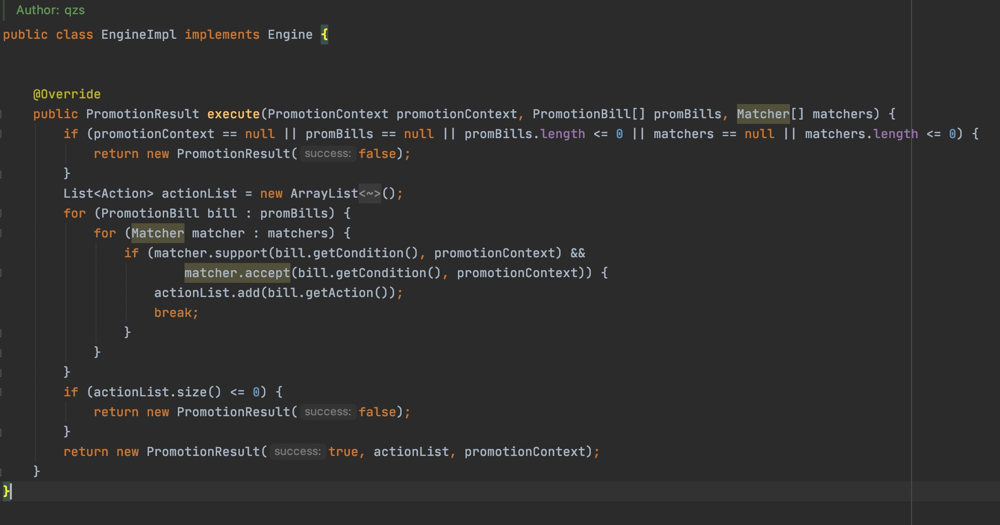 Author: qzs
public class EngineImpl implements Engine {
@Override
public PromotionResult execute(PromotionContext promotionContext, PromotionBill[] promBills, Matcher[] matchers) {
if (promotionContext == null || promBills == null || promBills.length <= 0 || matchers == null || matchers.length <= 0) {
return new PromotionResult( success: false);
}
List<Action> actionList = new ArrayList<~>();
for (PromotionBill bill : promBills) {
for (Matcher matcher : matchers) {
if (matcher.support(bill.getCondition(), promotionContext) &&
matcher.accept(bill.getCondition(), promotionContext)) {
actionList.add(bill.getAction());
break;
}
}
}
if (actionList.size() <= 0) {
return new PromotionResult( success: false);
}
return new PromotionResult( success: true, actionList, promotionContext);
}
}